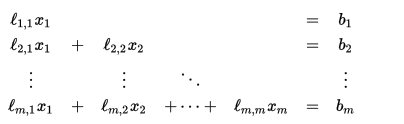 ℓ₁,₁x₁ = b₁
ℓ₂,₁x₁ + ℓ₂,₂x₂ = b₂
⋮ ⋮ ⋱ ⋮
ℓₘ,₁x₁ + ℓₘ,₂x₂ + ⋯ + ℓₘ,ₘxₘ = bₘ